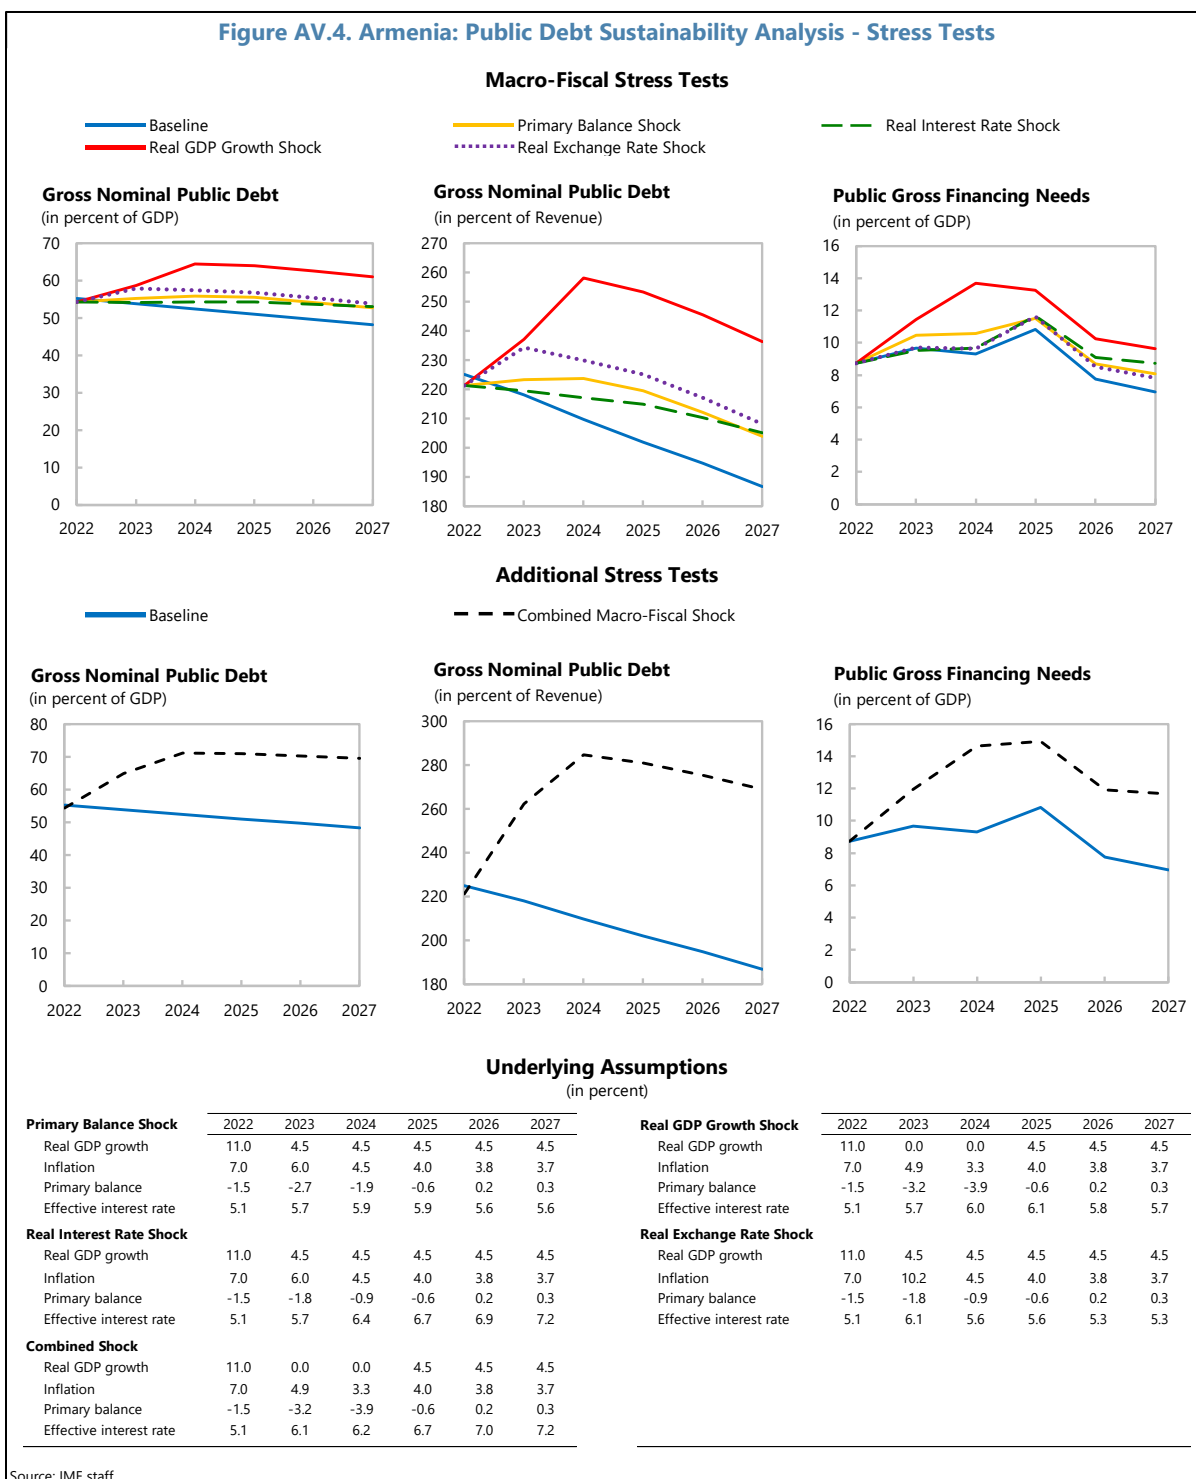 Figure AV.4. Armenia: Public Debt Sustainability Analysis - Stress Tests
Macro-Fiscal Stress Tests
Baseline
Primary Balance Shock
Real Interest Rate Shock
Real GDP Growth Shock
Real Exchange Rate Shock
Gross Nominal Public Debt
(in percent of GDP)
70
60
50
40
30
20
10
0
2022 2023 2024 2025 2026 2027
Gross Nominal Public Debt
(in percent of Revenue)
270
260
250
240
230
220
210
200
190
180
2022 2023 2024 2025 2026 2027
Public Gross Financing Needs
(in percent of GDP)
16
14
12
10
8
6
4
2
0
2022 2023 2024 2025 2026 2027
Additional Stress Tests
Baseline
Combined Macro-Fiscal Shock
Gross Nominal Public Debt
(in percent of GDP)
80
70
60
50
40
30
20
10
0
2022 2023 2024 2025 2026 2027
Gross Nominal Public Debt
(in percent of Revenue)
300
280
260
240
220
200
180
2022 2023 2024 2025 2026 2027
Public Gross Financing Needs
(in percent of GDP)
16
14
12
10
8
6
4
2
0
2022 2023 2024 2025 2026 2027
Underlying Assumptions
(in percent)
Primary Balance Shock 2022 2023 2024 2025 2026 2027
Real GDP growth 11.0 4.5 4.5 4.5 4.5 4.5
Inflation 7.0 6.0 4.5 4.0 3.8 3.7
Primary balance -1.5 -2.7 -1.9 -0.6 0.2 0.3
Effective interest rate 5.1 5.7 5.9 5.9 5.6 5.6
Real Interest Rate Shock
Real GDP growth 11.0 4.5 4.5 4.5 4.5 4.5
Inflation 7.0 6.0 4.5 4.0 3.8 3.7
Primary balance -1.5 -1.8 -0.9 -0.6 0.2 0.3
Effective interest rate 5.1 5.7 6.4 6.7 6.9 7.2
Combined Shock
Real GDP growth 11.0 0.0 0.0 4.5 4.5 4.5
Inflation 7.0 4.9 3.3 4.0 3.8 3.7
Primary balance -1.5 -3.2 -3.9 -0.6 0.2 0.3
Effective interest rate 5.1 6.1 6.2 6.7 7.0 7.2
Real GDP Growth Shock 2022 2023 2024 2025 2026 2027
Real GDP growth 11.0 0.0 0.0 4.5 4.5 4.5
Inflation 7.0 4.9 3.3 4.0 3.8 3.7
Primary balance -1.5 -3.2 -3.9 -0.6 0.2 0.3
Effective interest rate 5.1 5.7 6.0 6.1 5.8 5.7
Real Exchange Rate Shock
Real GDP growth 11.0 4.5 4.5 4.5 4.5 4.5
Inflation 7.0 10.2 4.5 4.0 3.8 3.7
Primary balance -1.5 -1.8 -0.9 -0.6 0.2 0.3
Effective interest rate 5.1 6.1 5.6 5.6 5.3 5.3
Source: IMF staff.